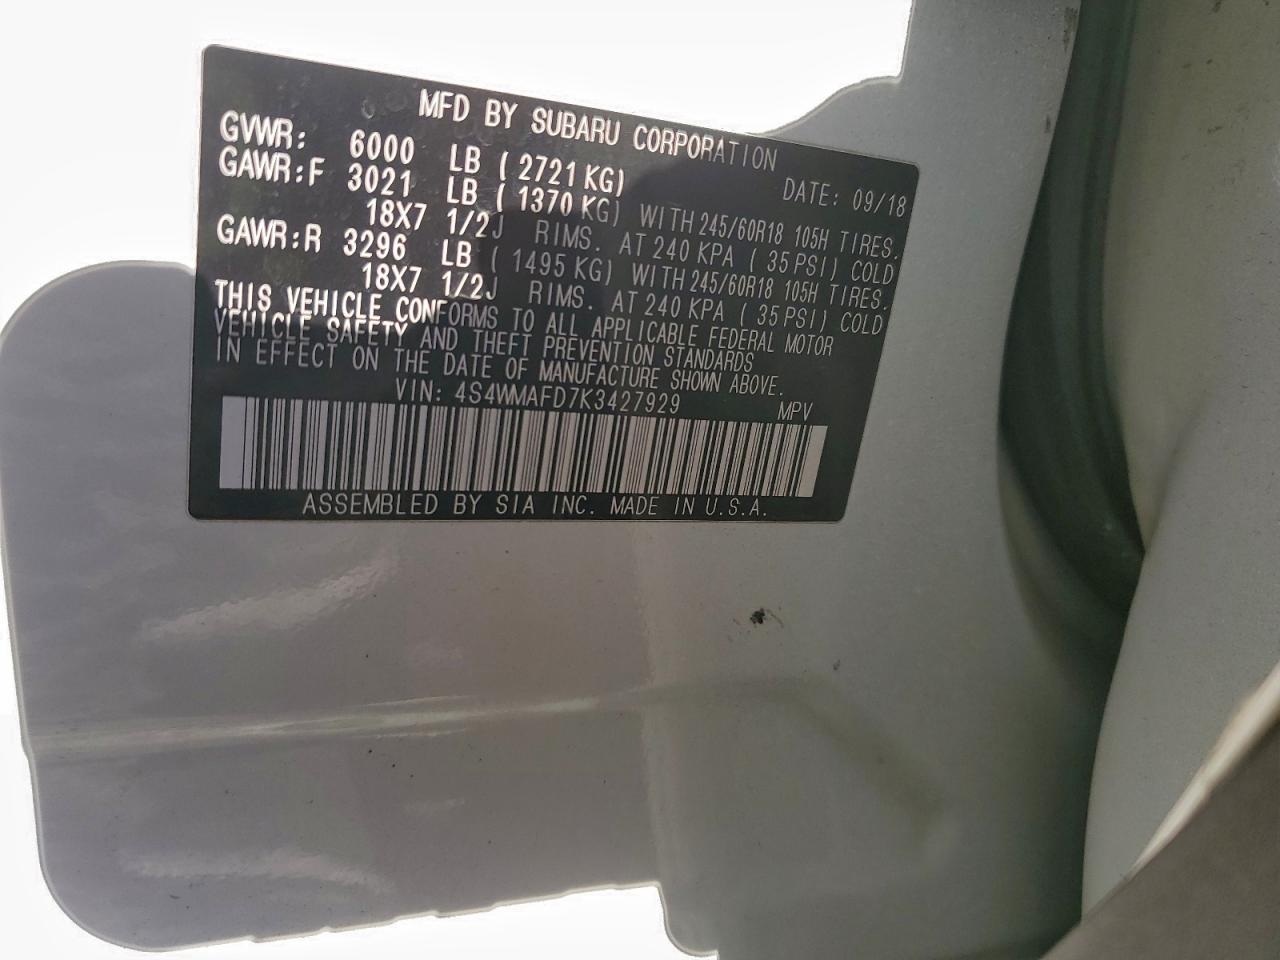 MFD BY SUBARU CORPORATION
GVWR: 6000 LB (2721 KG) DATE: 09/18
GAWR:F 3021 LB (1370 KG) WITH 245/60R18 105H TIRES.
18X7 1/2J RIMS. AT 240 KPA (35 PSI) COLD
GAWR:R 3296 LB (1495 KG) WITH 245/60R18 105H TIRES.
18X7 1/2J RIMS. AT 240 KPA (35 PSI) COLD
THIS VEHICLE CONFORMS TO ALL APPLICABLE FEDERAL MOTOR
VEHICLE SAFETY AND THEFT PREVENTION STANDARDS
IN EFFECT ON THE DATE OF MANUFACTURE SHOWN ABOVE.
VIN: 4S4WMAFD7K3427929 MPV
ASSEMBLED BY SIA INC. MADE IN U.S.A.